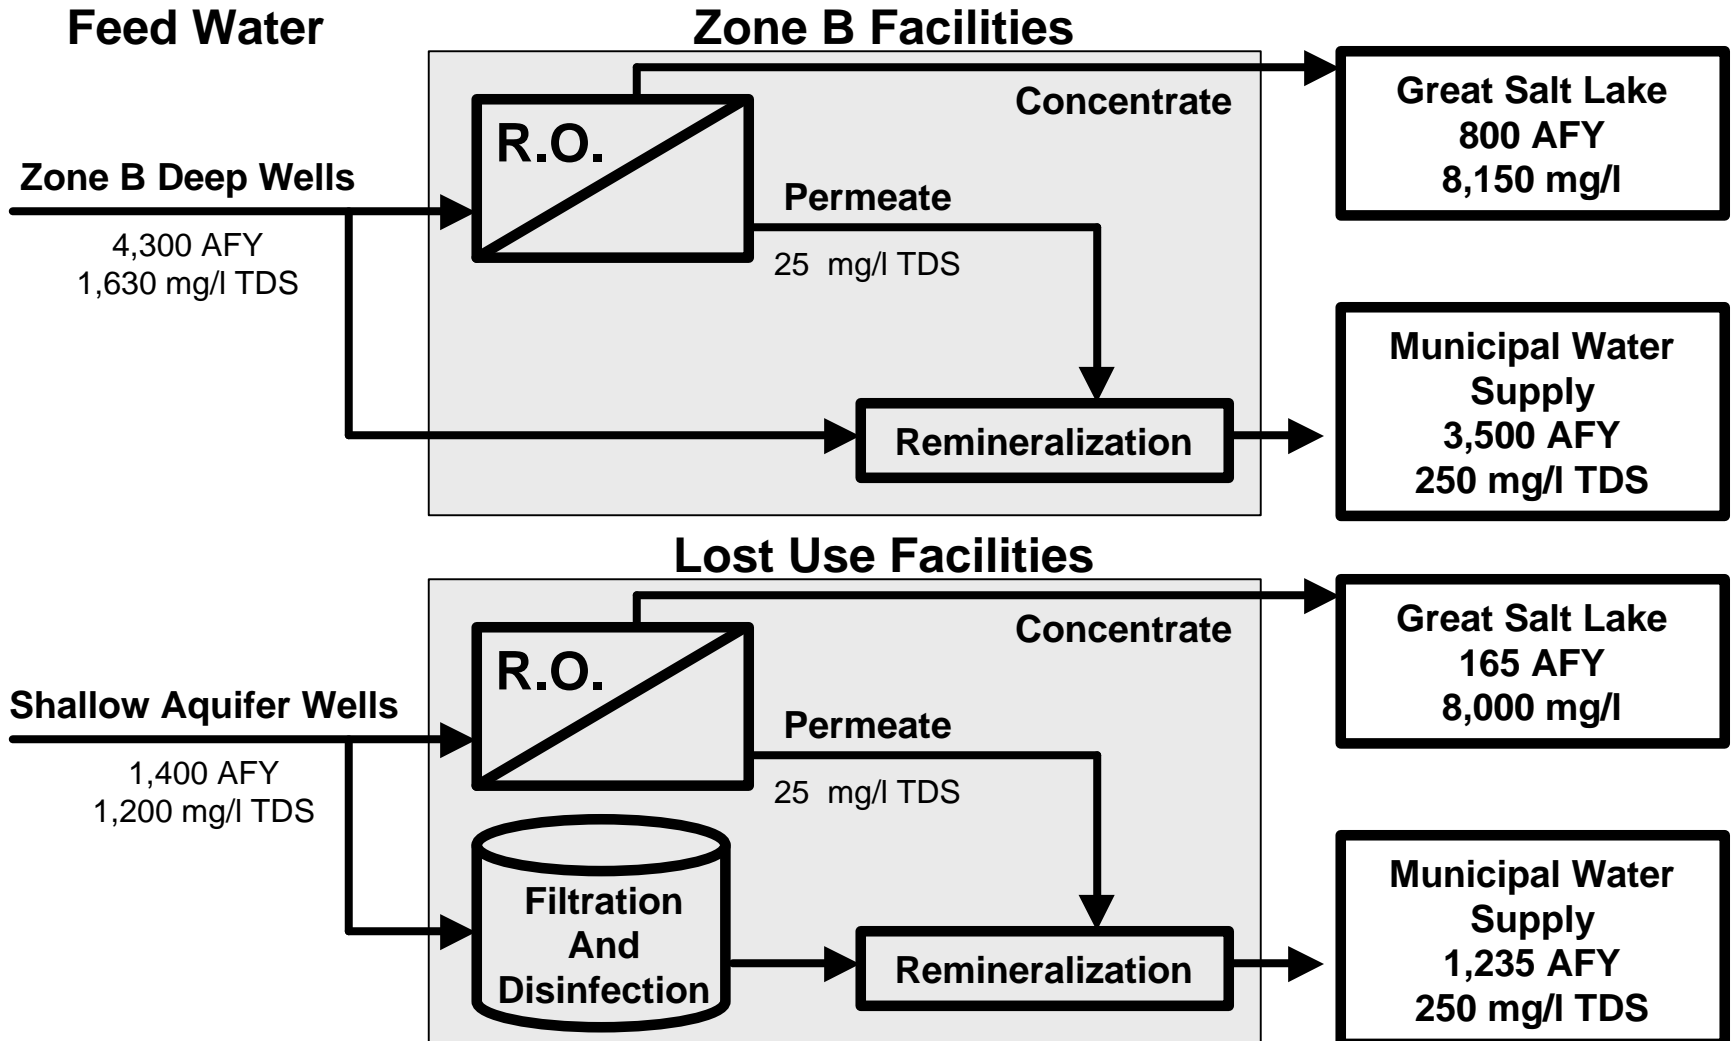 Feed Water
Zone B Facilities
Concentrate
Great Salt Lake
800 AFY
8,150 mg/l
R.O.
Zone B Deep Wells
4,300 AFY
1,630 mg/l TDS
Permeate
25 mg/l TDS
Municipal Water
Supply
3,500 AFY
250 mg/l TDS
Remineralization
Lost Use Facilities
Concentrate
Great Salt Lake
165 AFY
8,000 mg/l
R.O.
Shallow Aquifer Wells
1,400 AFY
1,200 mg/l TDS
Permeate
25 mg/l TDS
Filtration
And
Disinfection
Remineralization
Municipal Water
Supply
1,235 AFY
250 mg/l TDS